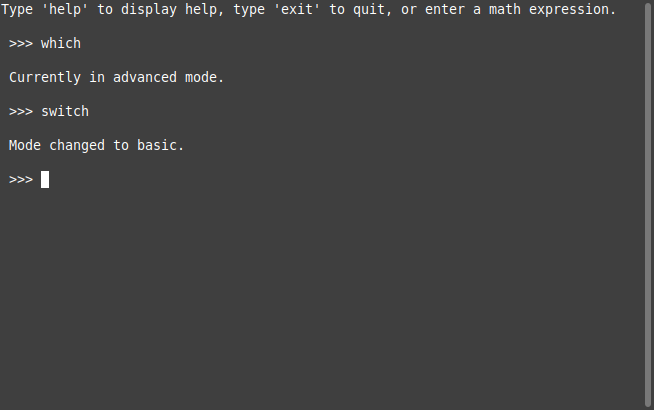 Type 'help' to display help, type 'exit' to quit, or enter a math expression.
>>> which
Currently in advanced mode.
>>> switch
Mode changed to basic.
>>>